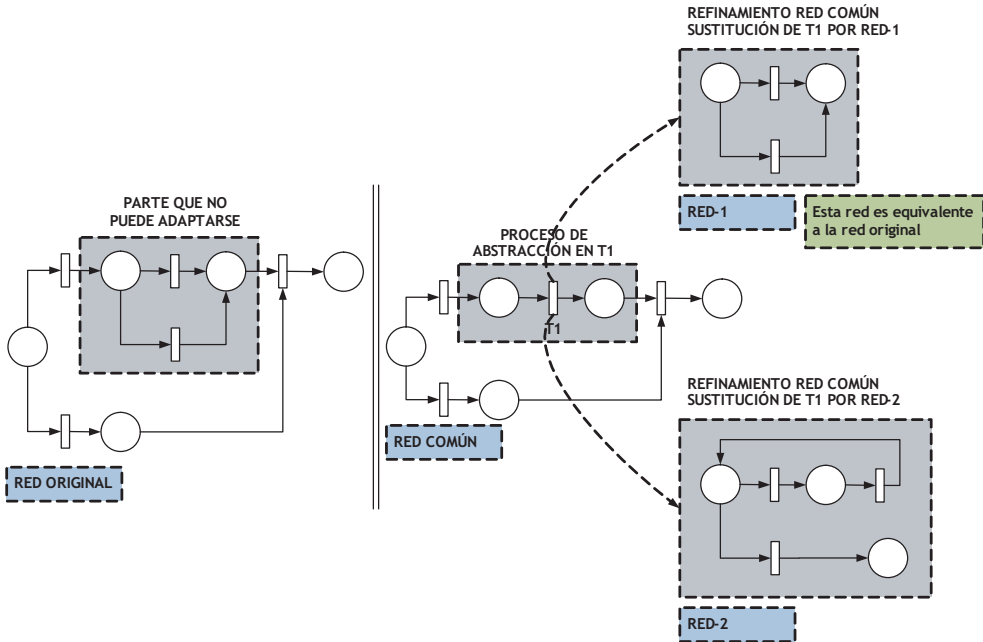 PARTE QUE NO
PUEDE ADAPTARSE
RED ORIGINAL
PROCESO DE
ABSTRACCIÓN EN T1
T1
RED COMÚN
REFINAMIENTO RED COMÚN
SUSTITUCIÓN DE T1 POR RED-1
RED-1
Esta red es equivalente
a la red original
REFINAMIENTO RED COMÚN
SUSTITUCIÓN DE T1 POR RED-2
RED-2